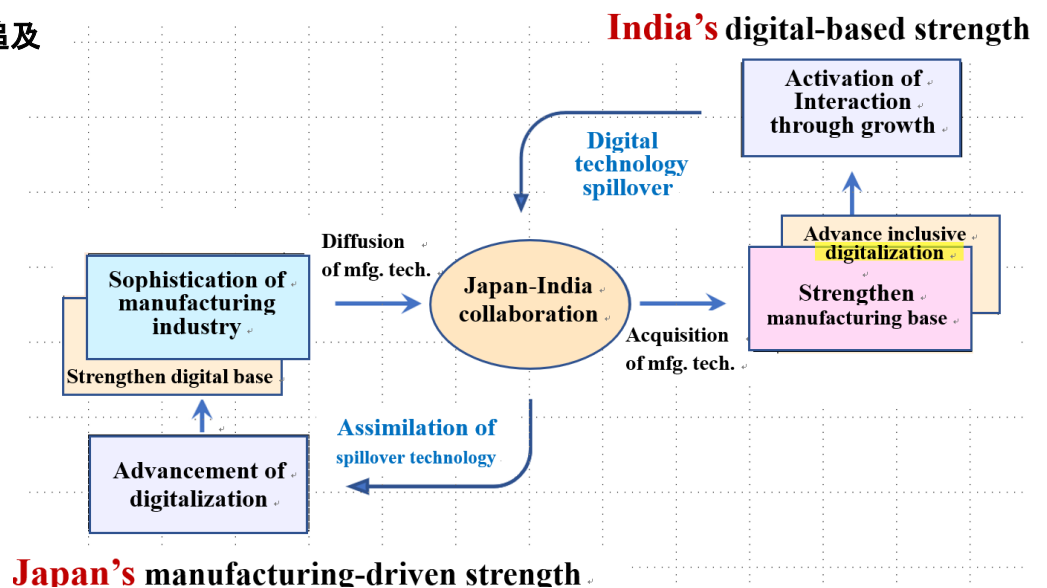 追及
India’s digital-based strength
Activation of
Interaction
through growth
Digital
technology
spillover
Advance inclusive
digitalization
Strengthen
manufacturing base
Diffusion
of mfg. tech.
Japan-India
collaboration
Acquisition
of mfg. tech.
Sophistication of
manufacturing
industry
Strengthen digital base
Assimilation of
spillover technology
Advancement of
digitalization
Japan’s manufacturing-driven strength